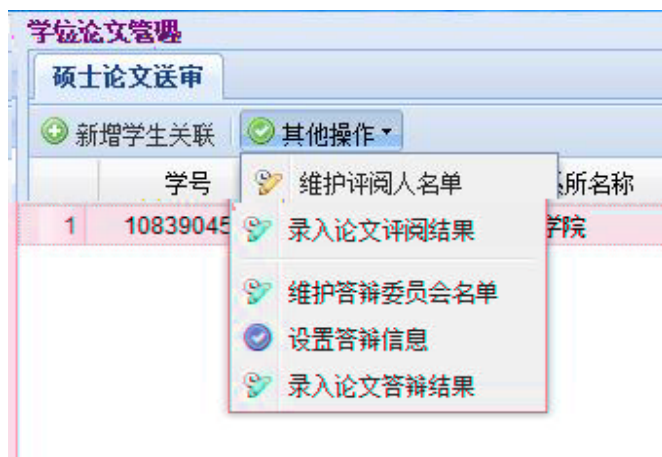 学位论文管理
硕士论文送审
新增学生关联 其他操作
学号 所名称
1 10839045 学院
维护评阅人名单
录入论文评阅结果
维护答辩委员会名单
设置答辩信息
录入论文答辩结果